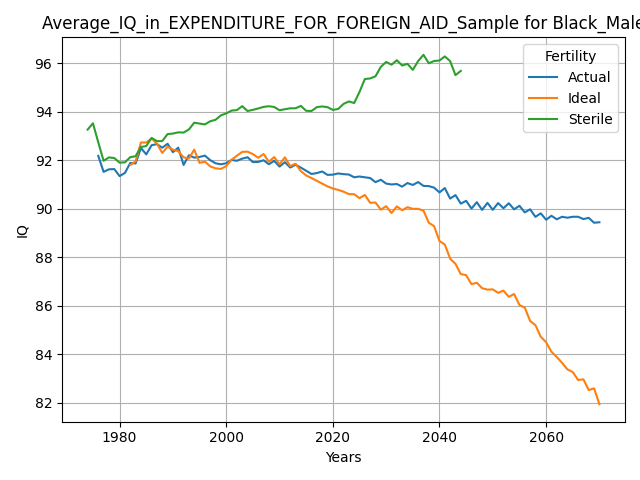 Average_IQ_in_EXPENDITURE_FOR_FOREIGN_AID_Sample for Black_Male
Fertility
Actual
Ideal
Sterile
96
94
92
90
88
86
84
82
IQ
1980 2000 2020 2040 2060
Years